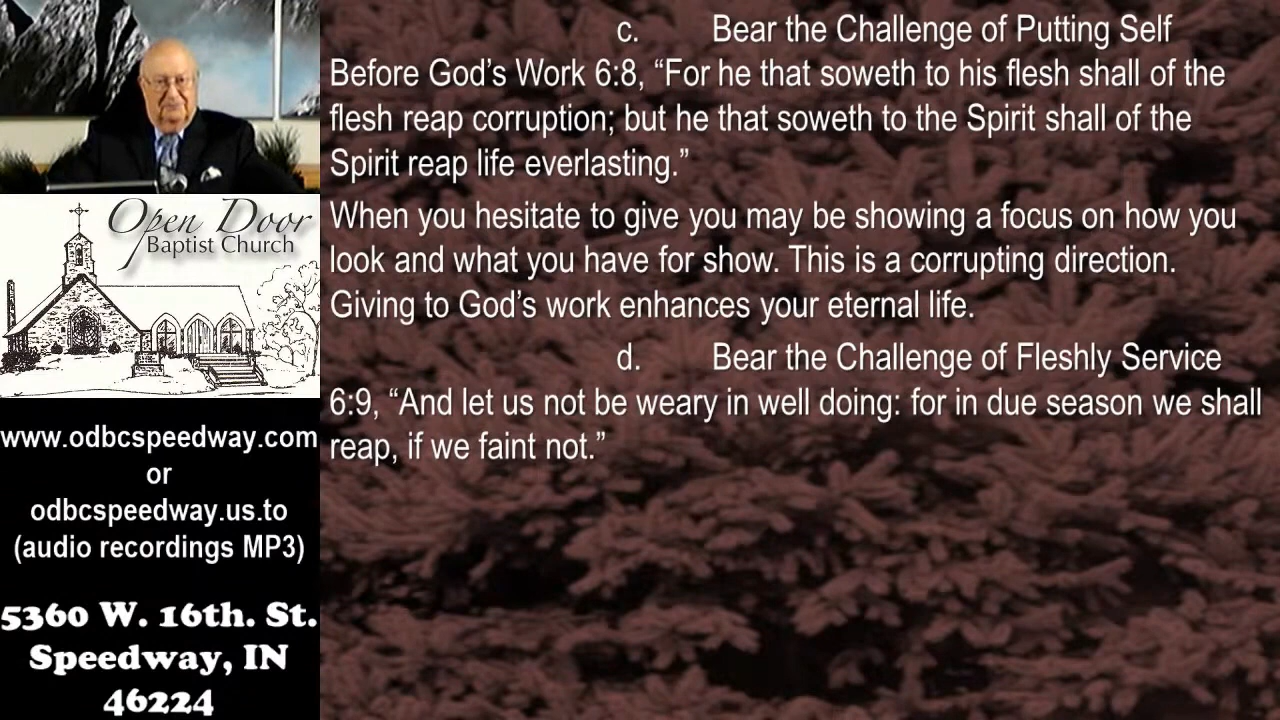 c. Bear the Challenge of Putting Self
Before God’s Work 6:8, “For he that soweth to his flesh shall of the
flesh reap corruption; but he that soweth to the Spirit shall of the
Spirit reap life everlasting.”
When you hesitate to give you may be showing a focus on how you
look and what you have for show. This is a corrupting direction.
Giving to God’s work enhances your eternal life.
d. Bear the Challenge of Fleshly Service
6:9, “And let us not be weary in well doing: for in due season we shall
reap, if we faint not.”
Open Door
Baptist Church
www.odbcspeedway.com
or
odbcspeedway.us.to
(audio recordings MP3)
5360 W. 16th. St.
Speedway, IN
46224